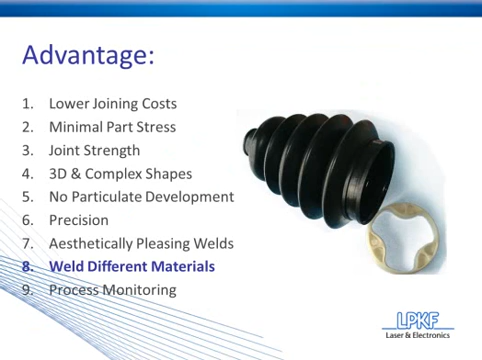 Advantage:
1. Lower Joining Costs
2. Minimal Part Stress
3. Joint Strength
4. 3D & Complex Shapes
5. No Particulate Development
6. Precision
7. Aesthetically Pleasing Welds
8. Weld Different Materials
9. Process Monitoring
LPKF
Laser & Electronics